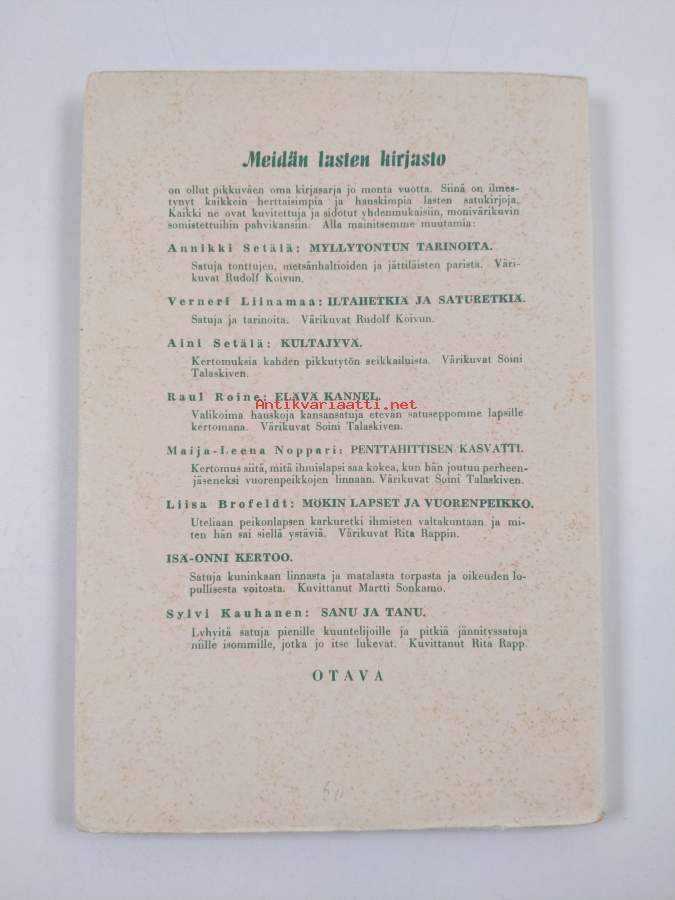 Meidän lasten kirjasto
on ollut pikkuväen oma kirjasarja jo monta vuotta. Siinä on ilmes-
tynyt kaikkein herttaisimpia ja hauskimpia lasten satukirjoja.
Kaikki ne ovat kuvitettuja ja sidotut yhdenmukaisiin, monivärikuvin
somistettuihin pahvikansiin. Alla mainitsemme muutamia:
Annikki Setälä: MYLLYTONTUN TARINOITA.
Satuja tonttujen, metsänhaltioiden ja jättiläisten parista. Väri-
kuvat Rudolf Koivun.
Verneri Liinamaa: ILTAHETKIÄ JA SATURETKIÄ.
Satuja ja tarinoita. Värikuvat Rudolf Koivun.
Aini Setälä: KULTAJYVÄ.
Kertomuksia kahden pikkutytön seikkailuista. Värikuvat Soini
Talaskiven.
Raul Roine: ELÄVÄ KANNEL.
Antikvariaatti.net
Valikoima hauskoja kansansatuja etevän satuseppomme lapsille
kertomana. Värikuvat Soini Talaskiven.
Maija-Leena Noppari: PENTTAHITTISEN KASVATTI.
Kertomus siitä, mitä ihmislapsi saa kokea, kun hän joutuu perheen-
jäseneksi vuorenpeikkojen linnaan. Värikuvat Soini Talaskiven.
Liisa Brofeldt: MÖKIN LAPSET JA VUORENPEIKKO.
Uteliaan peikonlapsen karkuretki ihmisten valtakuntaan ja mi-
ten hän sai siellä ystäviä. Värikuvat Rita Rappin.
ISÄ-ONNI KERTOO.
Satuja kuninkaan linnasta ja matalasta torpasta ja oikeuden lo-
pullisesta voitosta. Kuvittanut Martti Sonkamo.
Sylvi Kauhanen: SANU JA TANU.
Lyhyitä satuja pienille kuuntelijoille ja pitkiä jännityssatuja
niille isommille, jotka jo itse lukevat. Kuvittanut Rita Rapp.
OTAVA